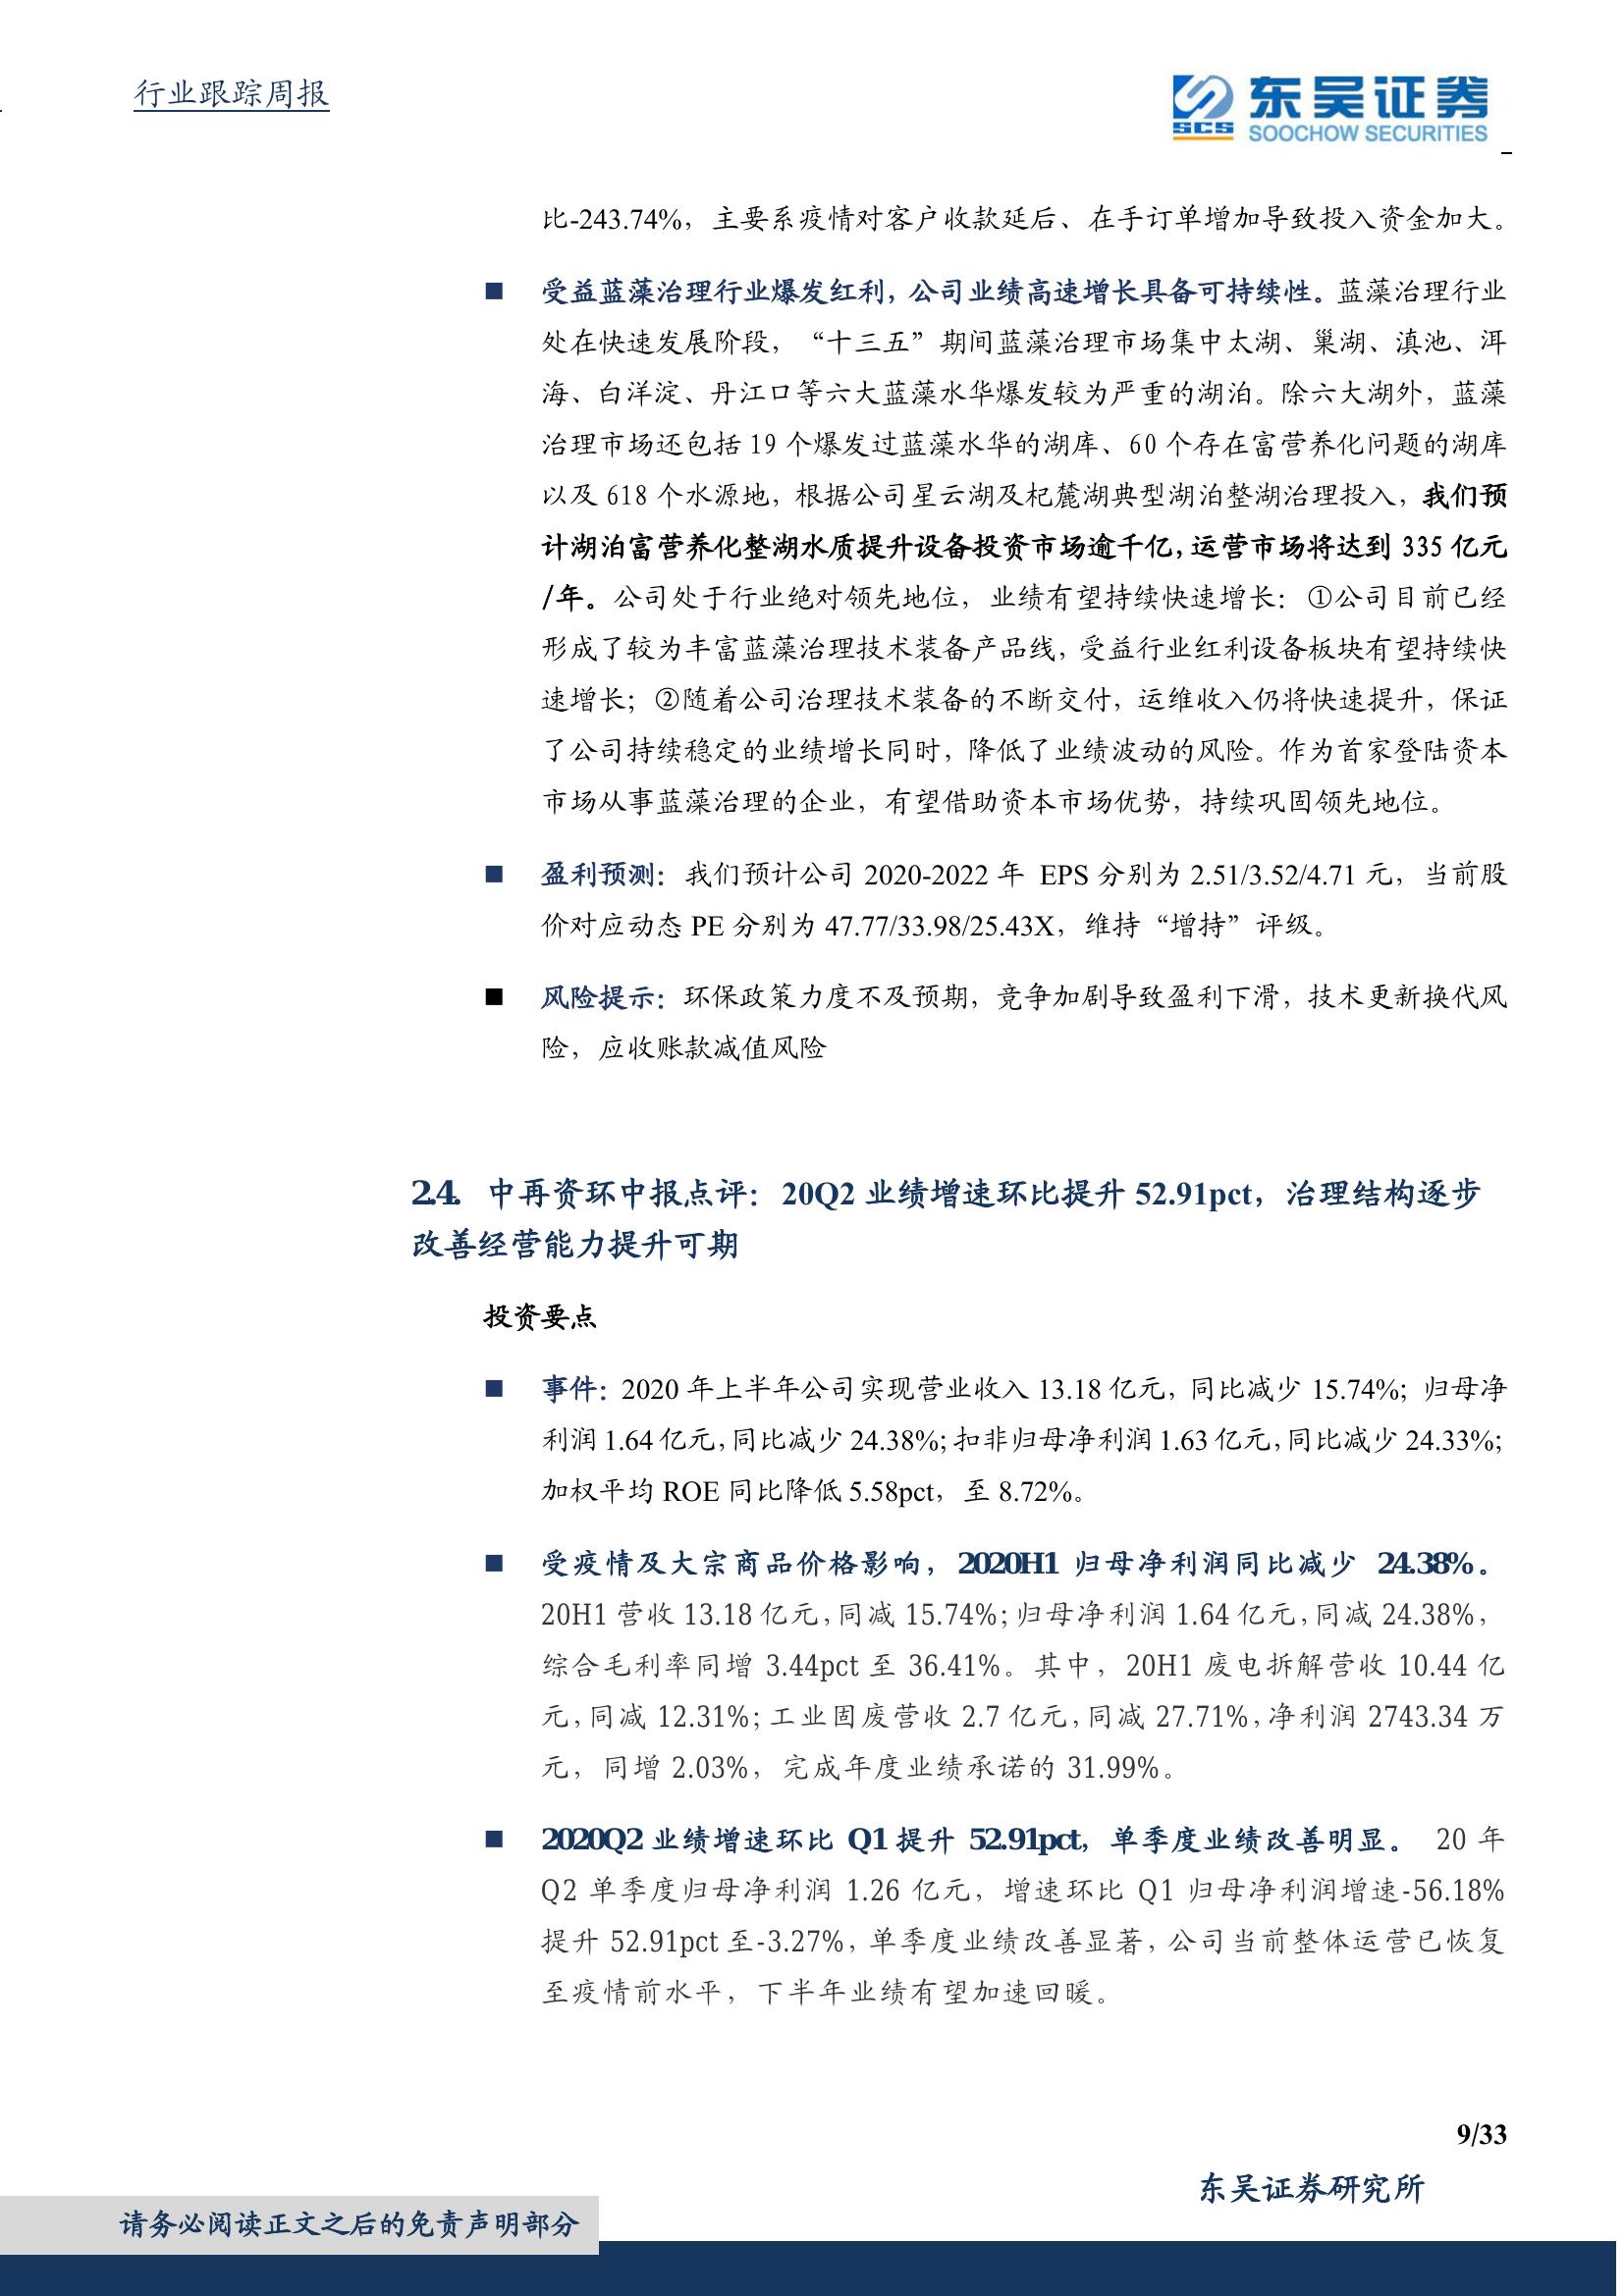 行业跟踪周报
东吴证券
SCS
SOOCHOW SECURITIES
比-243.74%，主要系疫情对客户收款延后、在手订单增加导致投入资金加大。
■ 受益蓝藻治理行业爆发红利，公司业绩高速增长具备可持续性。蓝藻治理行业
处在快速发展阶段，“十三五”期间蓝藻治理市场集中太湖、巢湖、滇池、洱
海、白洋淀、丹江口等六大蓝藻水华爆发较为严重的湖泊。除六大湖外，蓝藻
治理市场还包括 19 个爆发过蓝藻水华的湖库、60 个存在富营养化问题的湖库
以及 618 个水源地，根据公司星云湖及杞麓湖典型湖泊整湖治理投入，我们预
计湖泊富营养化整湖水质提升设备投资市场逾千亿，运营市场将达到 335 亿元
/年。公司处于行业绝对领先地位，业绩有望持续快速增长：①公司目前已经
形成了较为丰富蓝藻治理技术装备产品线，受益行业红利设备板块有望持续快
速增长；②随着公司治理技术装备的不断交付，运维收入仍将快速提升，保证
了公司持续稳定的业绩增长同时，降低了业绩波动的风险。作为首家登陆资本
市场从事蓝藻治理的企业，有望借助资本市场优势，持续巩固领先地位。
■ 盈利预测：我们预计公司 2020-2022 年 EPS 分别为 2.51/3.52/4.71 元，当前股
价对应动态 PE 分别为 47.77/33.98/25.43X，维持“增持”评级。
■ 风险提示：环保政策力度不及预期，竞争加剧导致盈利下滑，技术更新换代风
险，应收账款减值风险
2.4. 中再资环中报点评：20Q2 业绩增速环比提升 52.91pct，治理结构逐步
改善经营能力提升可期
投资要点
■ 事件：2020 年上半年公司实现营业收入 13.18 亿元，同比减少 15.74%；归母净
利润 1.64 亿元，同比减少 24.38%；扣非归母净利润 1.63 亿元，同比减少 24.33%；
加权平均 ROE 同比降低 5.58pct，至 8.72%。
■ 受疫情及大宗商品价格影响，2020H1 归母净利润同比减少 24.38%。
20H1 营收 13.18 亿元，同减 15.74%；归母净利润 1.64 亿元，同减 24.38%，
综合毛利率同增 3.44pct 至 36.41%。其中，20H1 废电拆解营收 10.44 亿
元，同减 12.31%；工业固废营收 2.7 亿元，同减 27.71%，净利润 2743.34 万
元，同增 2.03%，完成年度业绩承诺的 31.99%。
■ 2020Q2 业绩增速环比 Q1 提升 52.91pct，单季度业绩改善明显。 20 年
Q2 单季度归母净利润 1.26 亿元，增速环比 Q1 归母净利润增速-56.18%
提升 52.91pct 至-3.27%，单季度业绩改善显著，公司当前整体运营已恢复
至疫情前水平，下半年业绩有望加速回暖。
9/33
东吴证券研究所
请务必阅读正文之后的免责声明部分